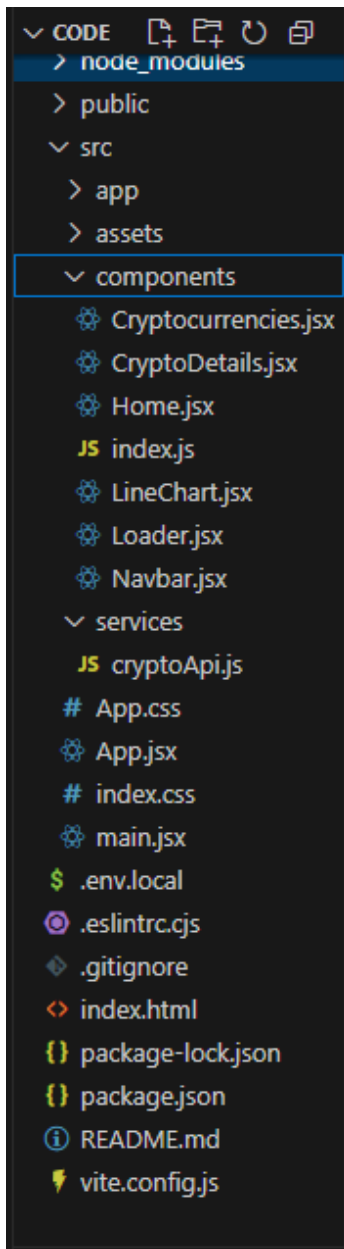 CODE
node_modules
public
src
app
assets
components
Cryptocurrencies.jsx
CryptoDetails.jsx
Home.jsx
JS index.js
LineChart.jsx
Loader.jsx
Navbar.jsx
services
JS cryptoApi.js
# App.css
App.jsx
# index.css
main.jsx
$ .env.local
.eslintrc.cjs
.gitignore
<> index.html
{} package-lock.json
{} package.json
README.md
vite.config.js